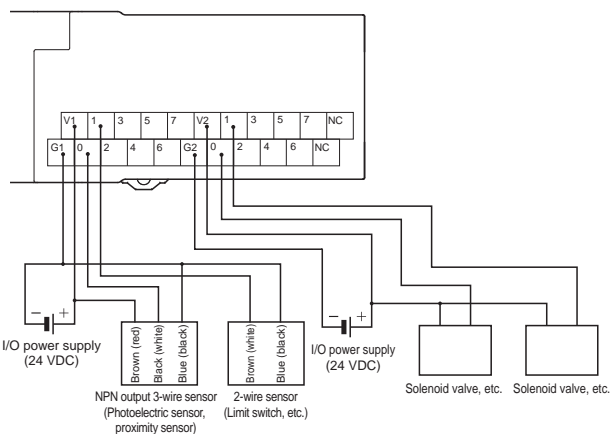 V1 1 3 5 7 V2 1 3 5 7 NC
G1 0 2 4 6 G2 0 2 4 6 NC
− +
I/O power supply
(24 VDC)
Brown (red)
Black (white)
Blue (black)
NPN output 3-wire sensor
(Photoelectric sensor,
proximity sensor)
Brown (white)
Blue (black)
2-wire sensor
(Limit switch, etc.)
− +
I/O power supply
(24 VDC)
Solenoid valve, etc.
Solenoid valve, etc.